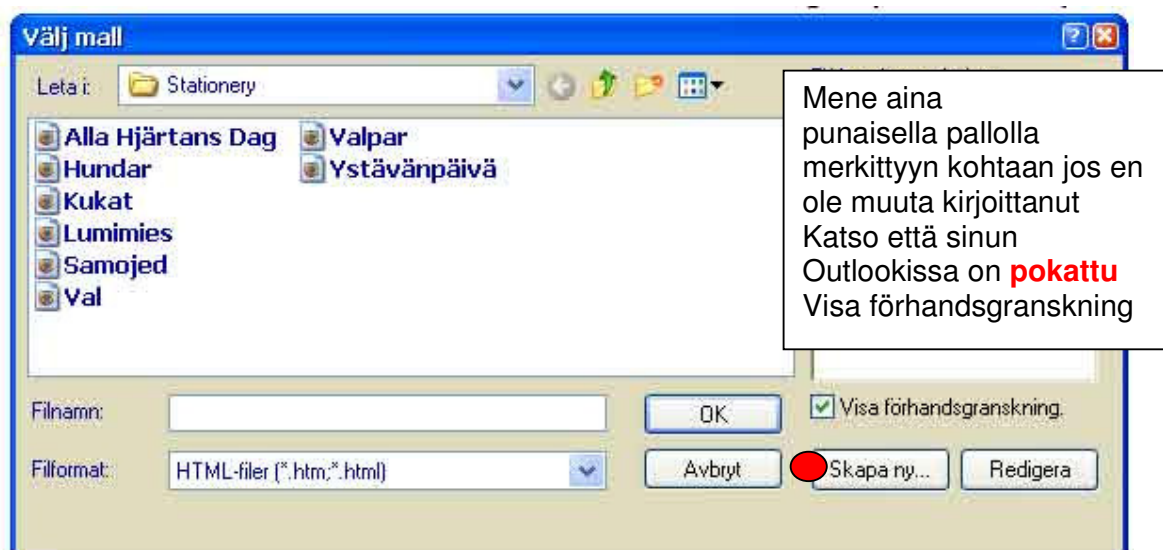 Välj mall
Leta i:
Stationery
Alla Hjärtans Dag
Hundar
Kukat
Lumimies
Samojed
Val
Valpar
Ystävänpäivä
Mene aina
punaisella pallolla
merkittyyn kohtaan jos en
ole muuta kirjoittanut
Katso että sinun
Outlookissa on pokattu
Visa förhandsgranskning
Filnamn:
OK
Visa förhandsgranskning.
Filformat:
HTML-filer (*.htm;*.html)
Avbryt
Skapa ny...
Redigera